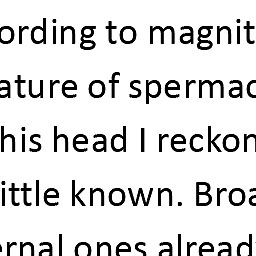 ording to magnit
ature of spermac
his head I reckon
ittle known. Broa
ernal ones alread